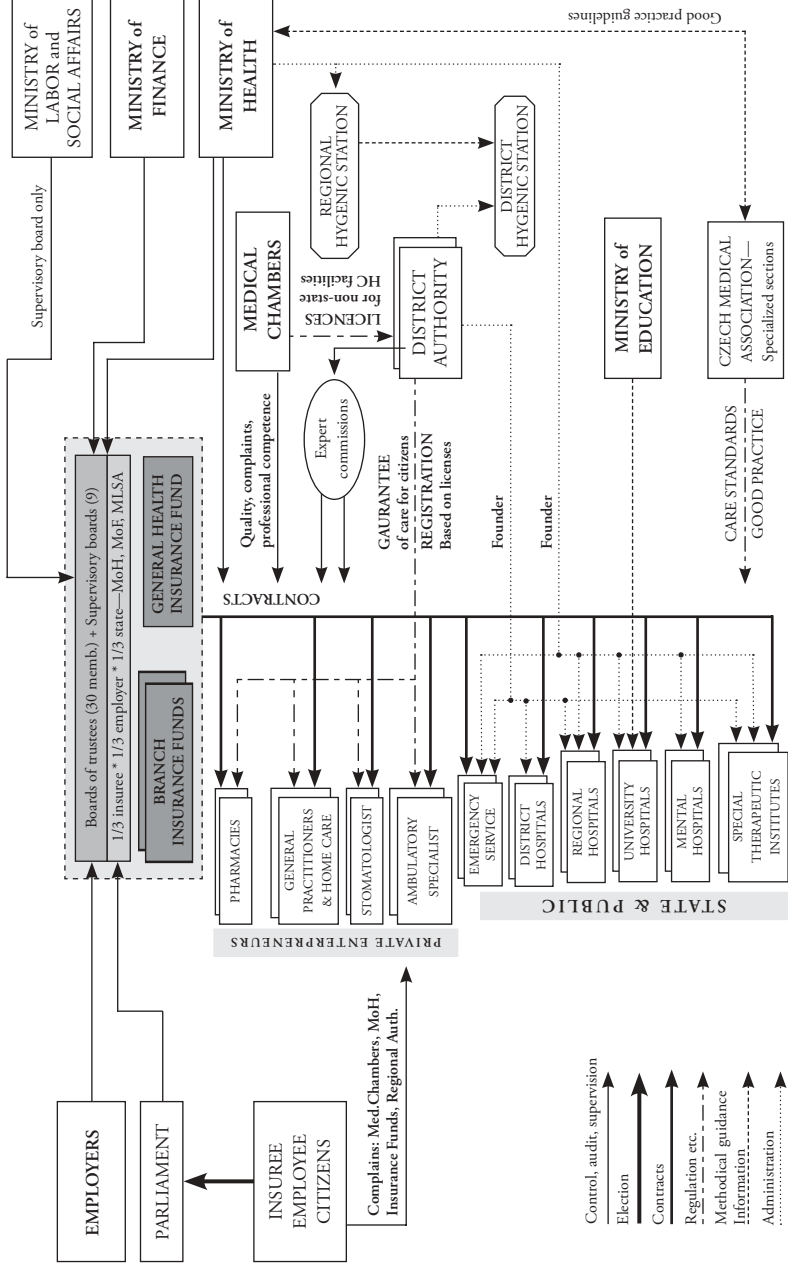 MINISTRY of
LABOR and
SOCIAL AFFAIRS
MINISTRY of
FINANCE
MINISTRY of
HEALTH
Good practice guidelines
Supervisory board only
REGIONAL
HYGENIC STATION
DISTRICT
HYGENIC STATION
MEDICAL
CHAMBERS
LICENCES
for non-state
HC facilities
DISTRICT
AUTHORITY
MINISTRY of
EDUCATION
CZECH MEDICAL
ASSOCIATION—
Specialized sections
Expert
commissions
Quality, complaints,
professional competence
GAURANTEE
of care for citizens
REGISTRATION
Based on licenses
Founder
Founder
CARE STANDARDS
GOOD PRACTICE
CONTRACTS
Boards of trustees (30 memb.) + Supervisory boards (9)
1/3 insuree * 1/3 employer * 1/3 state—MoH, MoF, MLSA
BRANCH
INSURANCE FUNDS
GENERAL HEALTH
INSURANCE FUND
PHARMACIES
GENERAL
PRACTITIONERS
& HOME CARE
STOMATOLOGIST
AMBULATORY
SPECIALIST
EMERGENCY
SERVICE
DISTRICT
HOSPITALS
REGIONAL
HOSPITALS
UNIVERSITY
HOSPITALS
MENTAL
HOSPITALS
SPECIAL
THERAPEUTIC
INSTITUTES
PRIVATE ENTERPRENEURS
STATE & PUBLIC
EMPLOYERS
PARLIAMENT
INSUREE
EMPLOYEE
CITIZENS
Complains: Med.Chambers, MoH,
Insurance Funds, Regional Auth.
Control, audit, supervision
Election
Contracts
Regulation etc.
Methodical guidance
Information
Administration